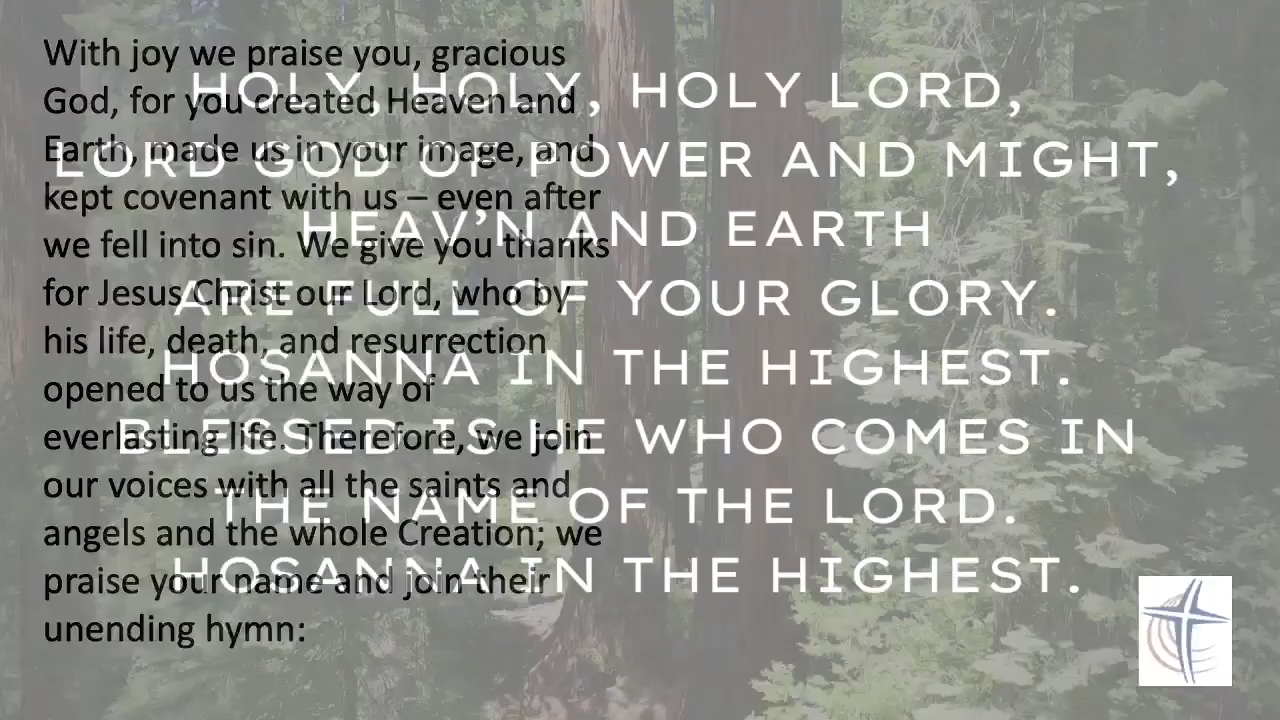 With joy we praise you, gracious
God, for you created Heaven and
Earth, made us in your image, and
kept covenant with us – even after
we fell into sin. We give you thanks
for Jesus Christ our Lord, who by
his life, death, and resurrection
opened to us the way of
everlasting life. Therefore, we join
our voices with all the saints and
angels and the whole Creation; we
praise your name and join their
unending hymn:
HOLY, HOLY, HOLY LORD,
LORD GOD OF POWER AND MIGHT,
HEAV'N AND EARTH
ARE FULL OF YOUR GLORY.
HOSANNA IN THE HIGHEST.
BLESSED IS HE WHO COMES IN
THE NAME OF THE LORD.
HOSANNA IN THE HIGHEST.